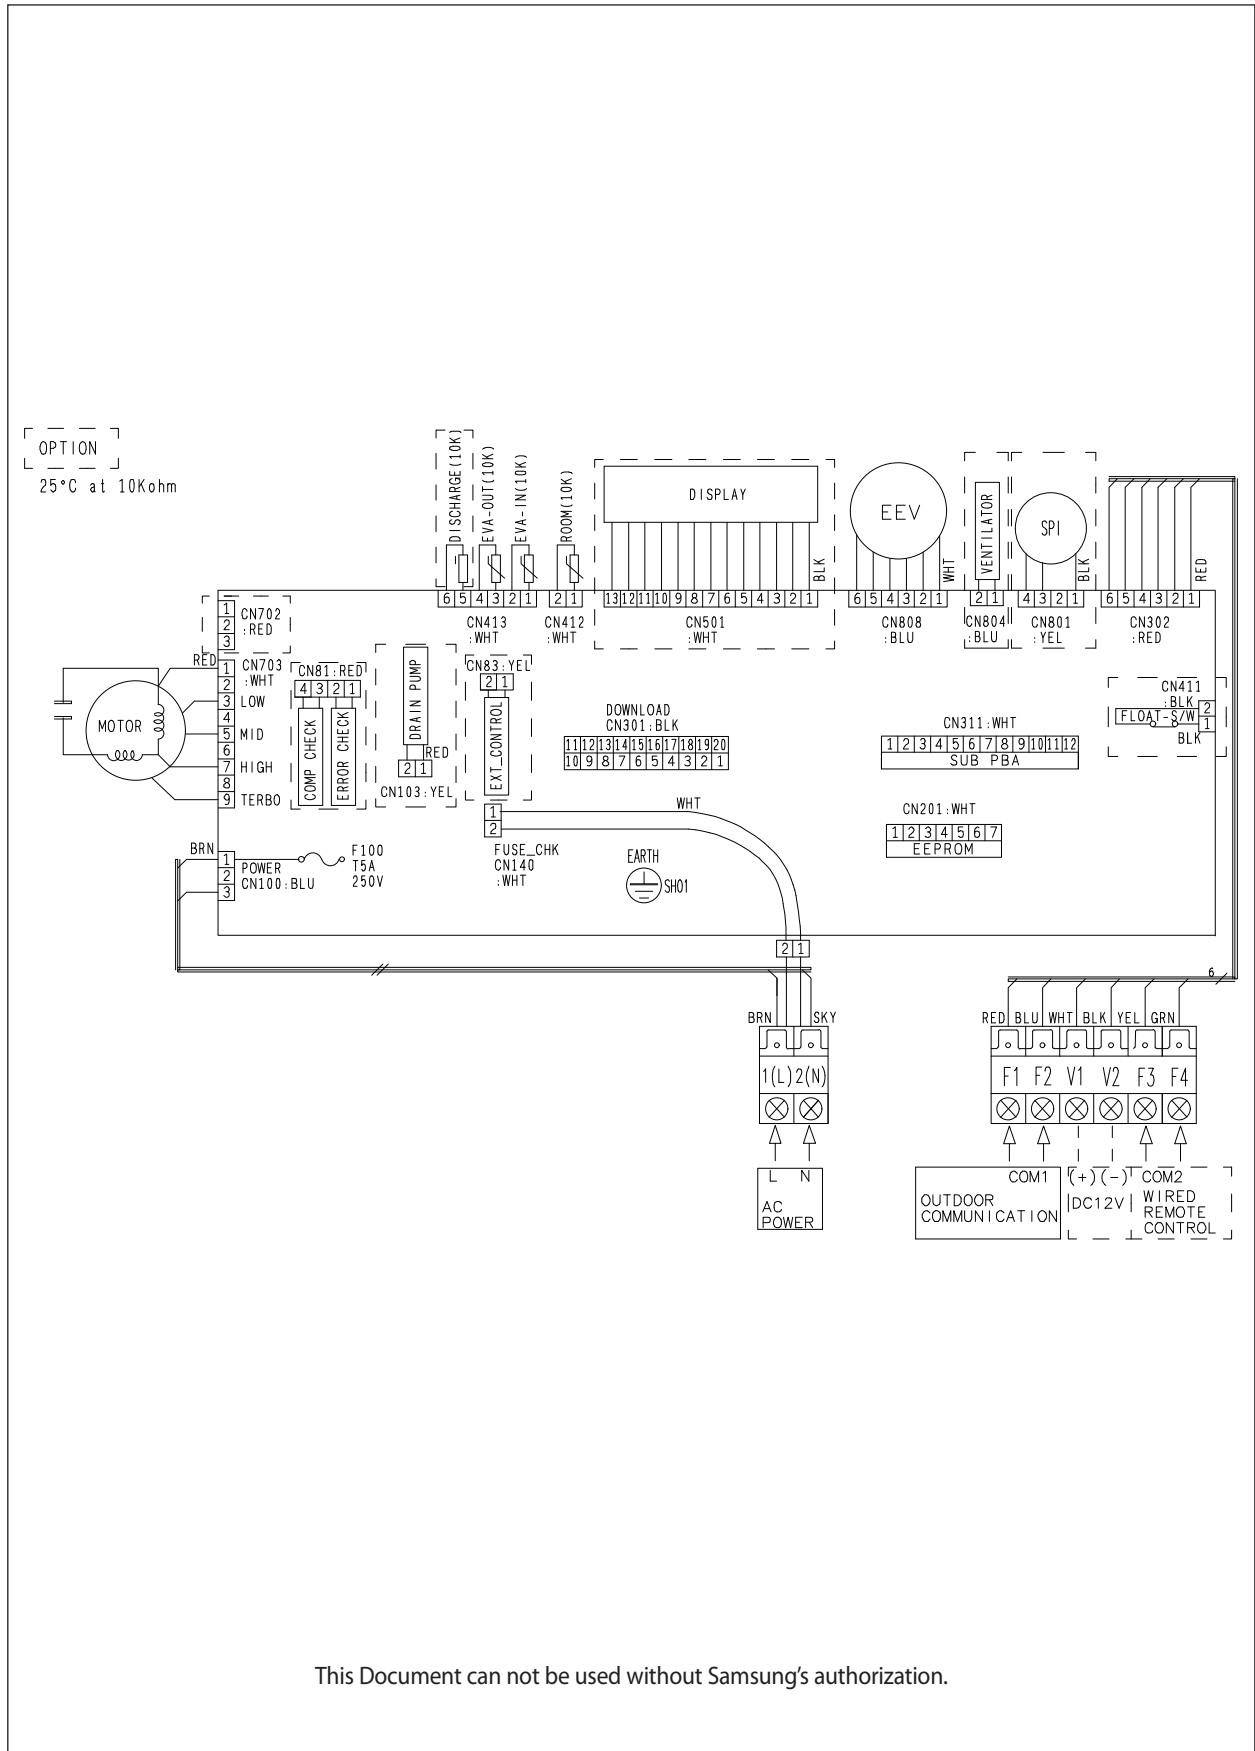 OPTION
25°C at 10Kohm
DISCHARGE(10K)
EVA-OUT(10K)
EVA-IN(10K)
ROOM(10K)
DISPLAY
BLK
EEV
WHT
VENTILATOR
SPI
BLK
RED
6 5 4 3 2 1
CN413
:WHT
2 1
CN412
:WHT
13 12 11 10 9 8 7 6 5 4 3 2 1
CN501
:WHT
6 5 4 3 2 1
CN808
:BLU
2 1
CN804
:BLU
4 3 2 1
CN801
:YEL
6 5 4 3 2 1
CN302
:RED
1
2
3
CN702
:RED
RED
CN703
:WHT
1
2
3 LOW
4
5 MID
6
7 HIGH
8
9 TERBO
MOTOR
CN81:RED
4 3 2 1
COMP CHECK
ERROR CHECK
DRAIN PUMP
RED
2 1
CN103:YEL
CN83:YEL
2 1
EXT_CONTROL
DOWNLOAD
CN301:BLK
11 12 13 14 15 16 17 18 19 20
10 9 8 7 6 5 4 3 2 1
CN311:WHT
1 2 3 4 5 6 7 8 9 10 11 12
SUB PBA
CN411
:BLK
FLOAT-S/W
2
1
BLK
CN201:WHT
1 2 3 4 5 6 7
EEPROM
1
2
FUSE_CHK
CN140
:WHT
WHT
EARTH
SH01
BRN
1
2
3
POWER
CN100:BLU
F100
T5A
250V
2 1
6
BRN SKY
1(L) 2(N)
L N
AC
POWER
RED BLU WHT BLK YEL GRN
F1 F2 V1 V2 F3 F4
COM1
OUTDOOR
COMMUNICATION
(+) (-)
DC12V
COM2
WIRED
REMOTE
CONTROL
This Document can not be used without Samsung's authorization.